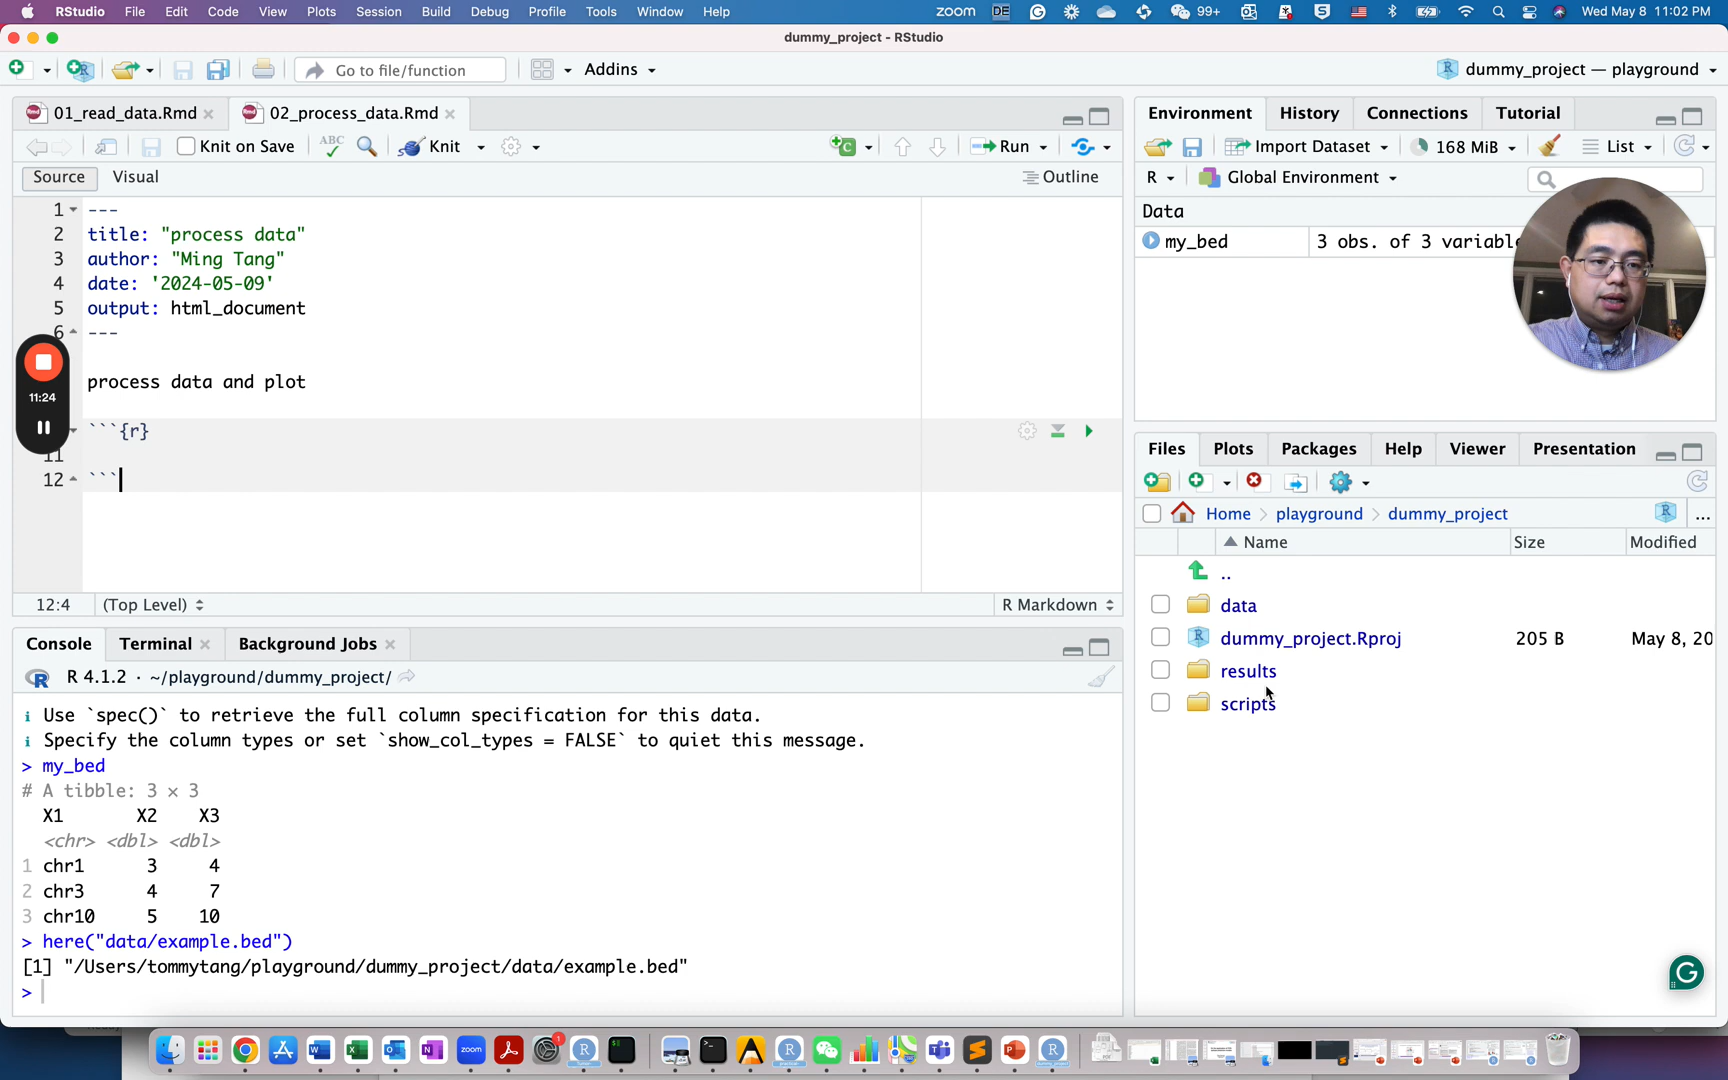 RStudio File Edit Code View Plots Session Build Debug Profile Tools Window Help zoom DE 99+ Wed May 8 11:02 PM
dummy_project - RStudio
Go to file/function Addins dummy_project — playground
01_read_data.Rmd 02_process_data.Rmd
Knit on Save ABC Knit Run
Source Visual Outline
1 ---
2 title: "process data"
3 author: "Ming Tang"
4 date: '2024-05-09'
5 output: html_document
6 ---
process data and plot
```{r}
11
12 ```
11:24
12:4 (Top Level) R Markdown
Console Terminal Background Jobs
R 4.1.2 · ~/playground/dummy_project/
i Use `spec()` to retrieve the full column specification for this data.
i Specify the column types or set `show_col_types = FALSE` to quiet this message.
> my_bed
# A tibble: 3 × 3
X1 X2 X3
<chr> <dbl> <dbl>
1 chr1 3 4
2 chr3 4 7
3 chr10 5 10
> here("data/example.bed")
[1] "/Users/tommytang/playground/dummy_project/data/example.bed"
>
Environment History Connections Tutorial
Import Dataset 168 MiB List
R Global Environment
Data
my_bed 3 obs. of 3 variable
Files Plots Packages Help Viewer Presentation
Home playground dummy_project ...
Name Size Modified
..
data
dummy_project.Rproj 205 B May 8, 20
results
scripts
zoom